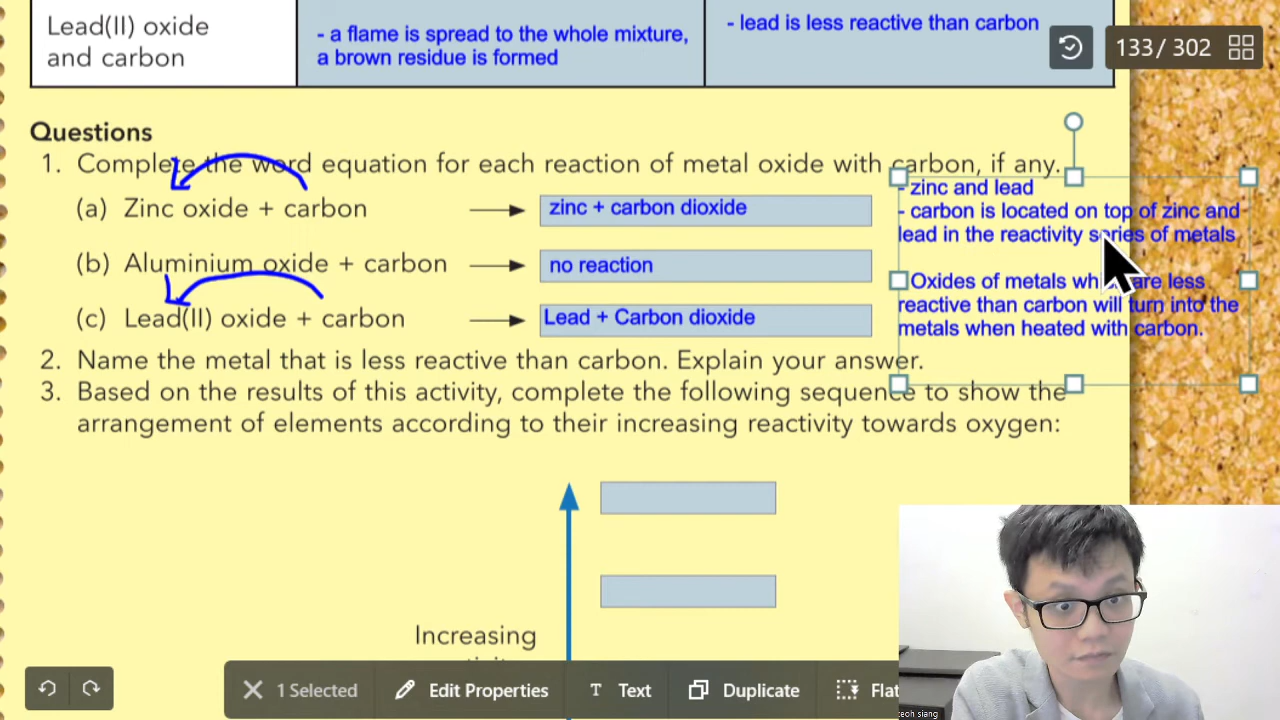 Lead(II) oxide
and carbon
- a flame is spread to the whole mixture,
a brown residue is formed
- lead is less reactive than carbon
133/ 302
Questions
1. Complete the word equation for each reaction of metal oxide with carbon, if any.
(a) Zinc oxide + carbon
zinc + carbon dioxide
(b) Aluminium oxide + carbon
no reaction
(c) Lead(II) oxide + carbon
Lead + Carbon dioxide
- zinc and lead
- carbon is located on top of zinc and
lead in the reactivity series of metals
Oxides of metals are less
reactive than carbon will turn into the
metals when heated with carbon.
2. Name the metal that is less reactive than carbon. Explain your answer.
3. Based on the results of this activity, complete the following sequence to show the
arrangement of elements according to their increasing reactivity towards oxygen:
Increasing
1 Selected
Edit Properties
T Text
Duplicate
teoh siang